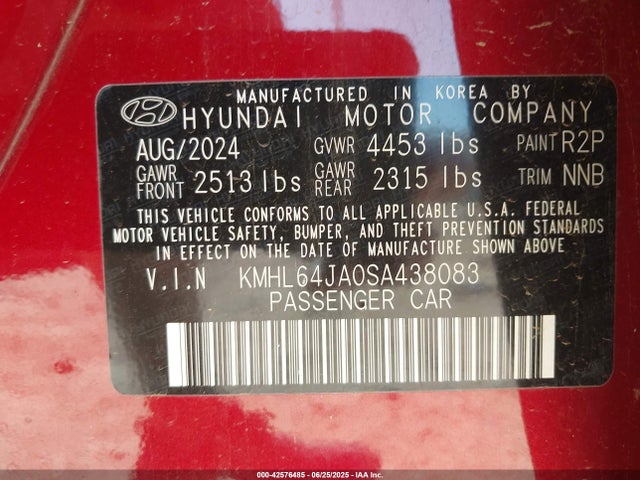 MANUFACTURED IN KOREA BY
HYUNDAI MOTOR COMPANY
AUG/2024 GVWR 4453 lbs PAINT R2P
GAWR FRONT 2513 lbs GAWR REAR 2315 lbs TRIM NNB
THIS VEHICLE CONFORMS TO ALL APPLICABLE U.S.A. FEDERAL
MOTOR VEHICLE SAFETY, BUMPER, AND THEFT PREVENTION STANDARDS
IN EFFECT ON THE DATE OF MANUFACTURE SHOWN ABOVE
V.I.N KMHL64JA0SA438083
PASSENGER CAR
000-42576485 - 06/25/2025 - IAA Inc.